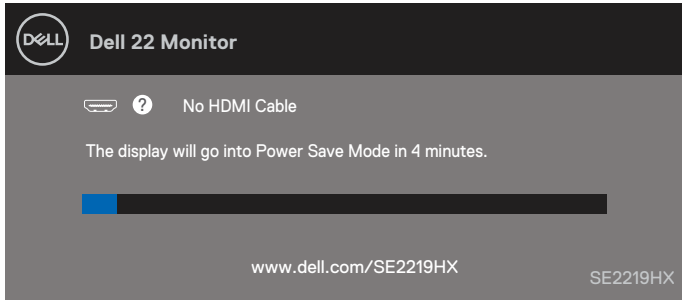 DELL
Dell 22 Monitor
? No HDMI Cable
The display will go into Power Save Mode in 4 minutes.
www.dell.com/SE2219HX
SE2219HX